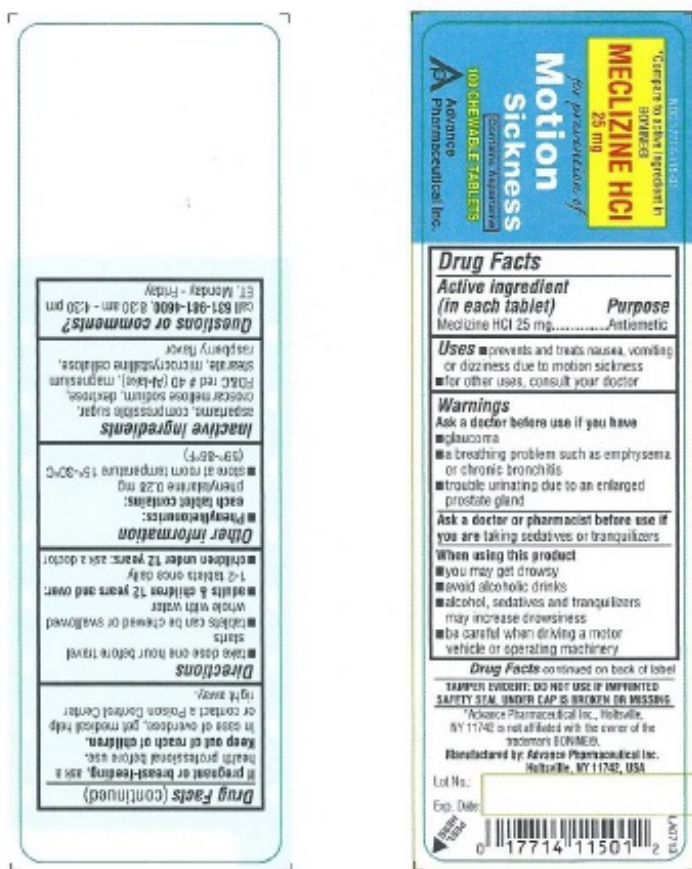 *Compare to active ingredient in
BONINE®
MECLIZINE HCl
25 mg
for prevention of
Motion
Sickness
Contains Aspartame
100 CHEWABLE TABLETS
Advance
Pharmaceutical Inc.
Drug Facts
Active ingredient
(in each tablet) Purpose
Meclizine HCl 25 mg.............Antiemetic
Uses ■prevents and treats nausea, vomiting
or dizziness due to motion sickness
■for other uses, consult your doctor
Warnings
Ask a doctor before use if you have
■glaucoma
■a breathing problem such as emphysema
or chronic bronchitis
■trouble urinating due to an enlarged
prostate gland
Ask a doctor or pharmacist before use if
you are taking sedatives or tranquilizers
When using this product
■you may get drowsy
■avoid alcoholic drinks
■alcohol, sedatives and tranquilizers
may increase drowsiness
■be careful when driving a motor
vehicle or operating machinery
Drug Facts continued on back of label
TAMPER EVIDENT: DO NOT USE IF IMPRINTED
SAFETY SEAL UNDER CAP IS BROKEN OR MISSING
*Advance Pharmaceutical Inc., Holtsville,
NY 11742 is not affiliated with the owner of the
trademark BONINE®.
Manufactured by: Advance Pharmaceutical Inc.
Holtsville, NY 11742, USA
Lot No.:
Exp. Date:
PEEL
HERE
0 17714 11501 2
LA0713
Drug Facts (continued)
If pregnant or breast-feeding, ask a
health professional before use.
Keep out of reach of children.
In case of overdose, get medical help
or contact a Poison Control Center
right away.
Directions
■ take dose one hour before travel
starts
■ tablets can be chewed or swallowed
whole with water
■ adults & children 12 years and over:
1-2 tablets once daily
■ children under 12 years: ask a doctor
Other information
■ Phenylketonurics:
each tablet contains:
phenylalanine 0.28 mg
■ store at room temperature 15°-30°C
(59°-86°F)
Inactive ingredients
aspartame, compressible sugar,
croscarmellose sodium, dextrose,
FD&C red # 40 (Al-lake), magnesium
stearate, microcrystalline cellulose,
raspberry flavor
Questions or comments?
call 631-981-4600, 8:30 am - 4:30 pm
ET, Monday - Friday